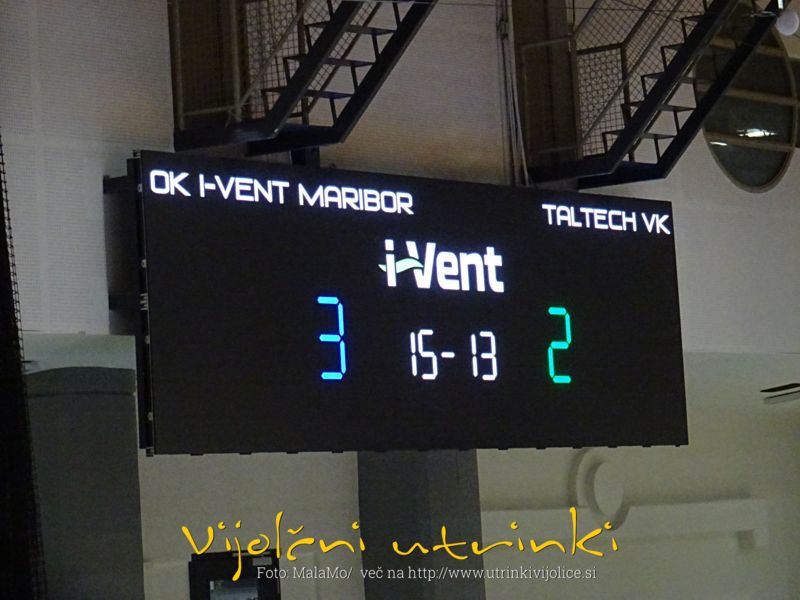 OK I-VENT MARIBOR
TALTECH VK
i-Vent
3 15-13 2
Vijolčni utrinki
Foto: MalaMo/ več na http://www.utrinkivijolice.si